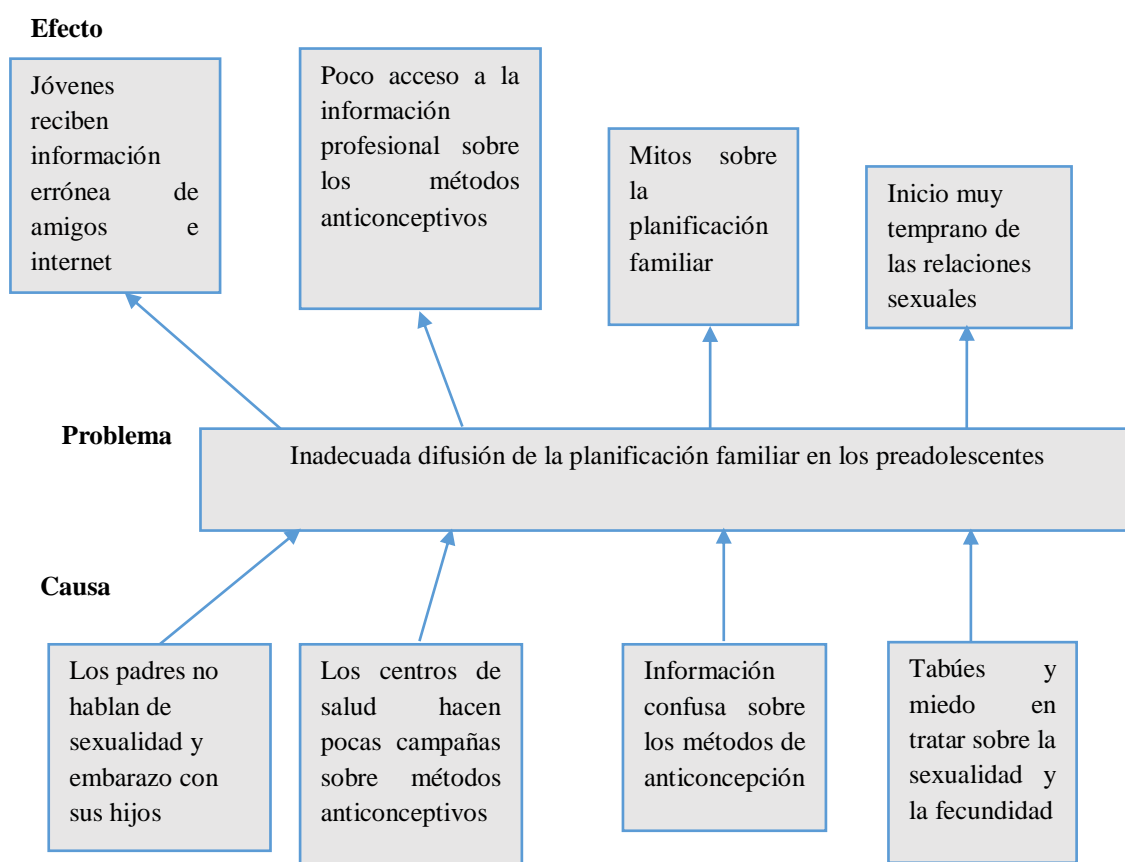 Efecto
Jóvenes
reciben
información
errónea de
amigos e
internet
Poco acceso a la
información
profesional sobre
los métodos
anticonceptivos
Mitos sobre
la
planificación
familiar
Inicio muy
temprano de
las relaciones
sexuales
Problema
Inadecuada difusión de la planificación familiar en los preadolescentes
Causa
Los padres no
hablan de
sexualidad y
embarazo con
sus hijos
Los centros de
salud hacen
pocas campañas
sobre métodos
anticonceptivos
Información
confusa sobre
los métodos de
anticoncepción
Tabúes y
miedo en
tratar sobre la
sexualidad y
la fecundidad